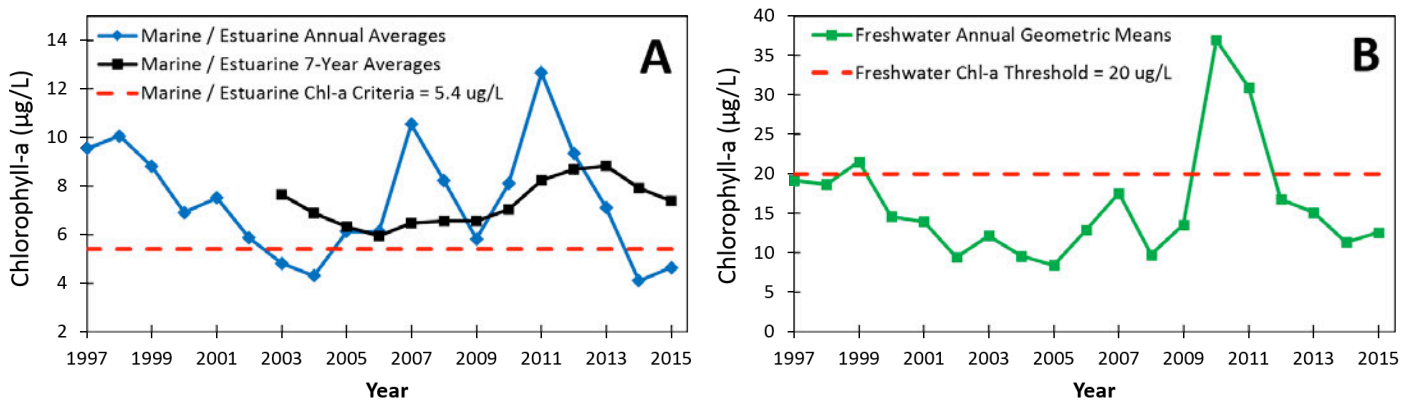 Marine / Estuarine Annual Averages
Marine / Estuarine 7-Year Averages
Marine / Estuarine Chl-a Criteria = 5.4 ug/L
A
Chlorophyll-a (µg/L)
14
12
10
8
6
4
2
1997 1999 2001 2003 2005 2007 2009 2011 2013 2015
Year
Freshwater Annual Geometric Means
Freshwater Chl-a Threshold = 20 ug/L
B
Chlorophyll-a (µg/L)
40
35
30
25
20
15
10
5
0
1997 1999 2001 2003 2005 2007 2009 2011 2013 2015
Year